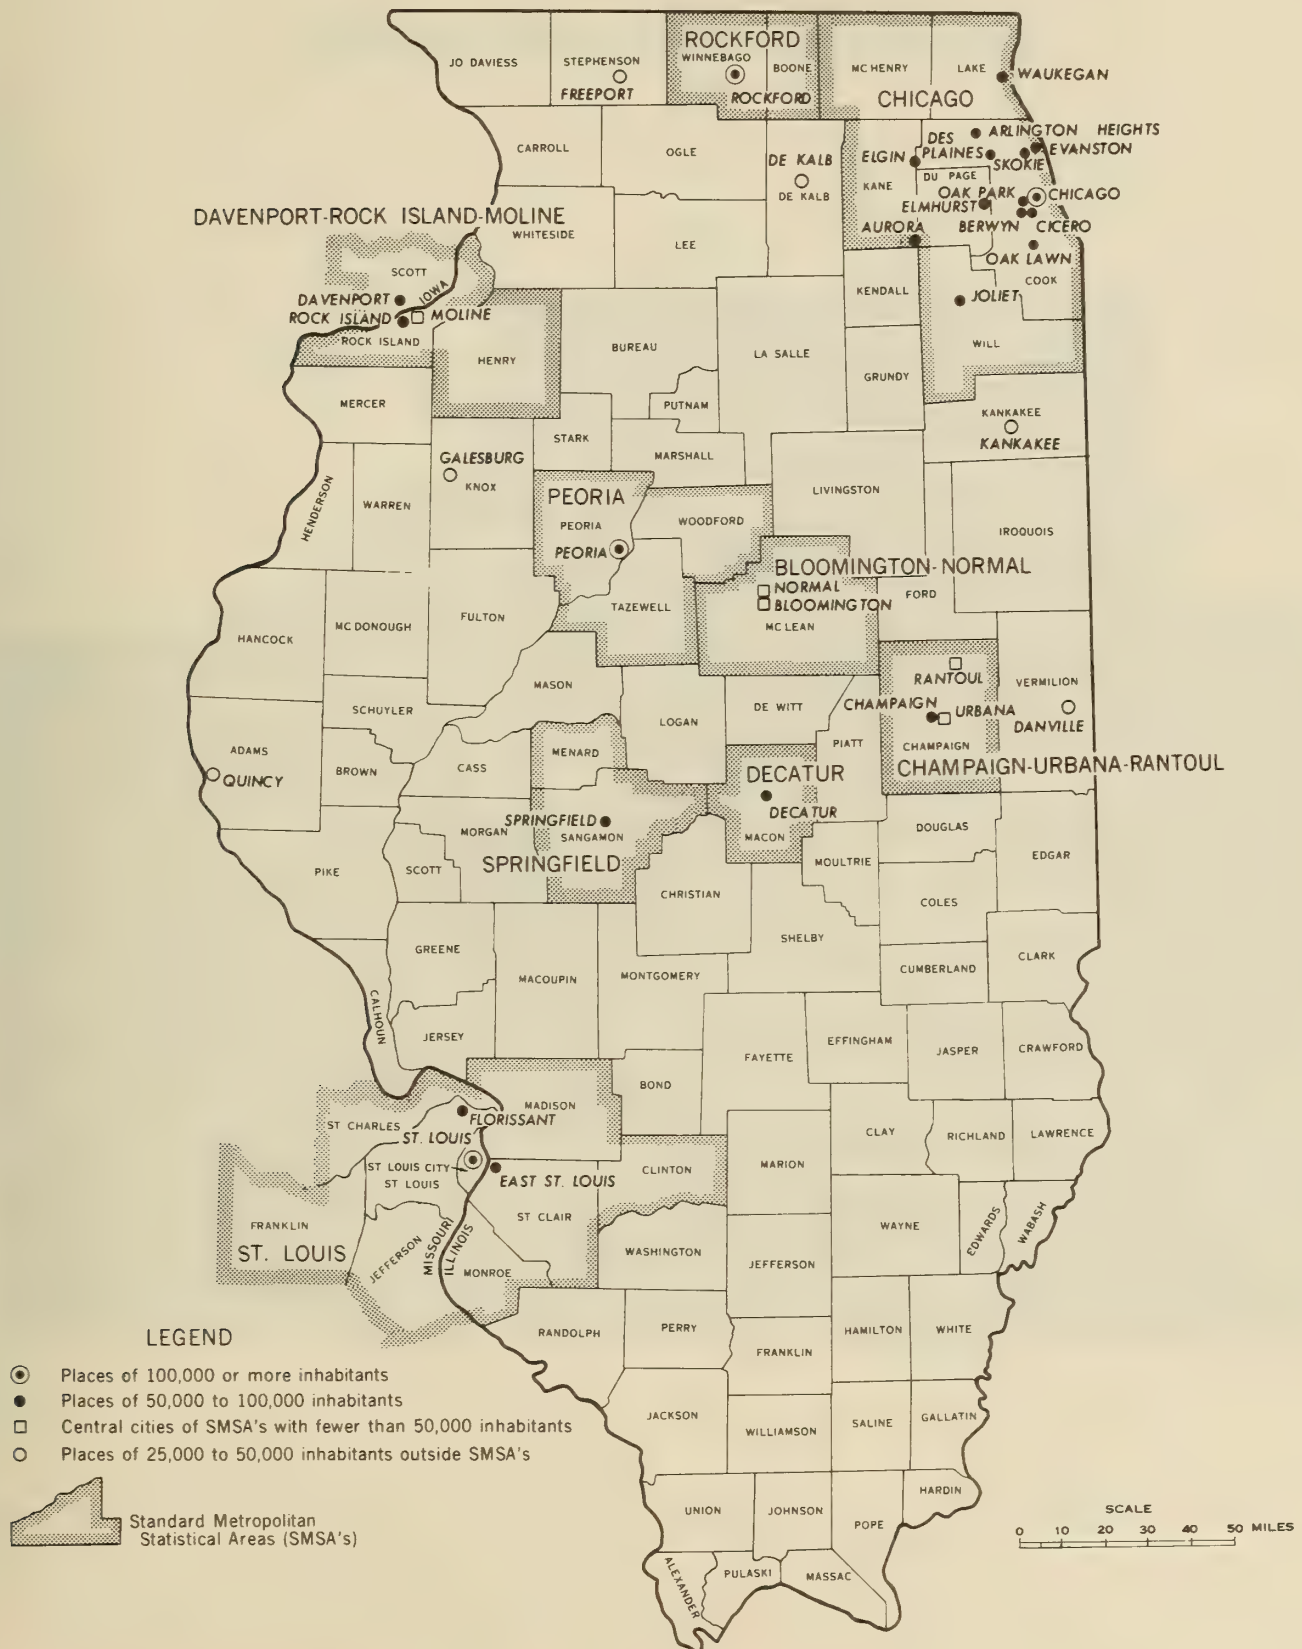 ROCKFORD
JO DAVIESS
STEPHENSON
FREEPORT
WINNEBAGO
BOONE
ROCKFORD
MC HENRY
LAKE
WAUKEGAN
CHICAGO
CARROLL
OGLE
DE KALB
DE KALB
ELGIN
KANE
DES
PLAINES
ARLINGTON HEIGHTS
SKOKIE
EVANSTON
DU PAGE
OAK PARK
CHICAGO
ELMHURST
BERWYN
CICERO
AURORA
OAK LAWN
COOK
DAVENPORT-ROCK ISLAND-MOLINE
WHITESIDE
LEE
SCOTT
IOWA
DAVENPORT
ROCK ISLAND
MOLINE
ROCK ISLAND
HENRY
BUREAU
LA SALLE
KENDALL
JOLIET
WILL
GRUNDY
PUTNAM
MERCER
KANKAKEE
KANKAKEE
STARK
MARSHALL
GALESBURG
KNOX
HENDERSON
WARREN
PEORIA
PEORIA
PEORIA
WOODFORD
LIVINGSTON
IROQUOIS
BLOOMINGTON-NORMAL
NORMAL
BLOOMINGTON
MC LEAN
FORD
TAZEWELL
FULTON
HANCOCK
MC DONOUGH
MASON
SCHUYLER
LOGAN
DE WITT
RANTOUL
CHAMPAIGN
URBANA
CHAMPAIGN
VERMILION
DANVILLE
CHAMPAIGN-URBANA-RANTOUL
PIATT
ADAMS
QUINCY
BROWN
CASS
MENARD
DECATUR
DECATUR
MACON
SPRINGFIELD
SANGAMON
SPRINGFIELD
MORGAN
SCOTT
PIKE
CHRISTIAN
MOULTRIE
DOUGLAS
EDGAR
COLES
SHELBY
GREENE
MACOUPIN
MONTGOMERY
CUMBERLAND
CLARK
CALHOUN
JERSEY
FAYETTE
EFFINGHAM
JASPER
CRAWFORD
BOND
MADISON
ST CHARLES
FLORISSANT
ST. LOUIS
ST LOUIS CITY
ST LOUIS
EAST ST. LOUIS
CLINTON
MARION
CLAY
RICHLAND
LAWRENCE
FRANKLIN
ST. LOUIS
JEFFERSON
MISSOURI
ILLINOIS
ST CLAIR
MONROE
WASHINGTON
JEFFERSON
WAYNE
EDWARDS
WABASH
RANDOLPH
PERRY
FRANKLIN
HAMILTON
WHITE
JACKSON
WILLIAMSON
SALINE
GALLATIN
UNION
JOHNSON
POPE
HARDIN
ALEXANDER
PULASKI
MASSAC
LEGEND
Places of 100,000 or more inhabitants
Places of 50,000 to 100,000 inhabitants
Central cities of SMSA's with fewer than 50,000 inhabitants
Places of 25,000 to 50,000 inhabitants outside SMSA's
Standard Metropolitan
Statistical Areas (SMSA's)
SCALE
0 10 20 30 40 50 MILES